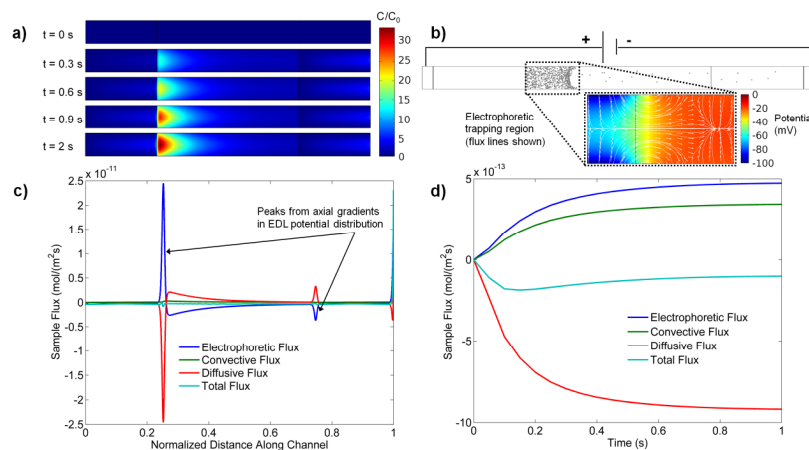 a)
t = 0 s
t = 0.3 s
t = 0.6 s
t = 0.9 s
t = 2 s
C/C₀
30
25
20
15
10
5
0
b)
+
-
Electrophoretic
trapping region
(flux lines shown)
0
-20
-40
-60
-80
-100
Potential
(mV)
c)
x 10⁻¹¹
2.5
2
1.5
1
0.5
0
-0.5
-1
-1.5
-2
-2.5
Sample Flux (mol/(m²s)
Peaks from axial gradients
in EDL potential distribution
Electrophoretic Flux
Convective Flux
Diffusive Flux
Total Flux
0
0.2
0.4
0.6
0.8
1
Normalized Distance Along Channel
d)
x 10⁻¹³
5
0
-5
-10
Sample Flux (mol/(m²s)
Electrophoretic Flux
Convective Flux
Diffusive Flux
Total Flux
0
0.2
0.4
0.6
0.8
1
Time (s)